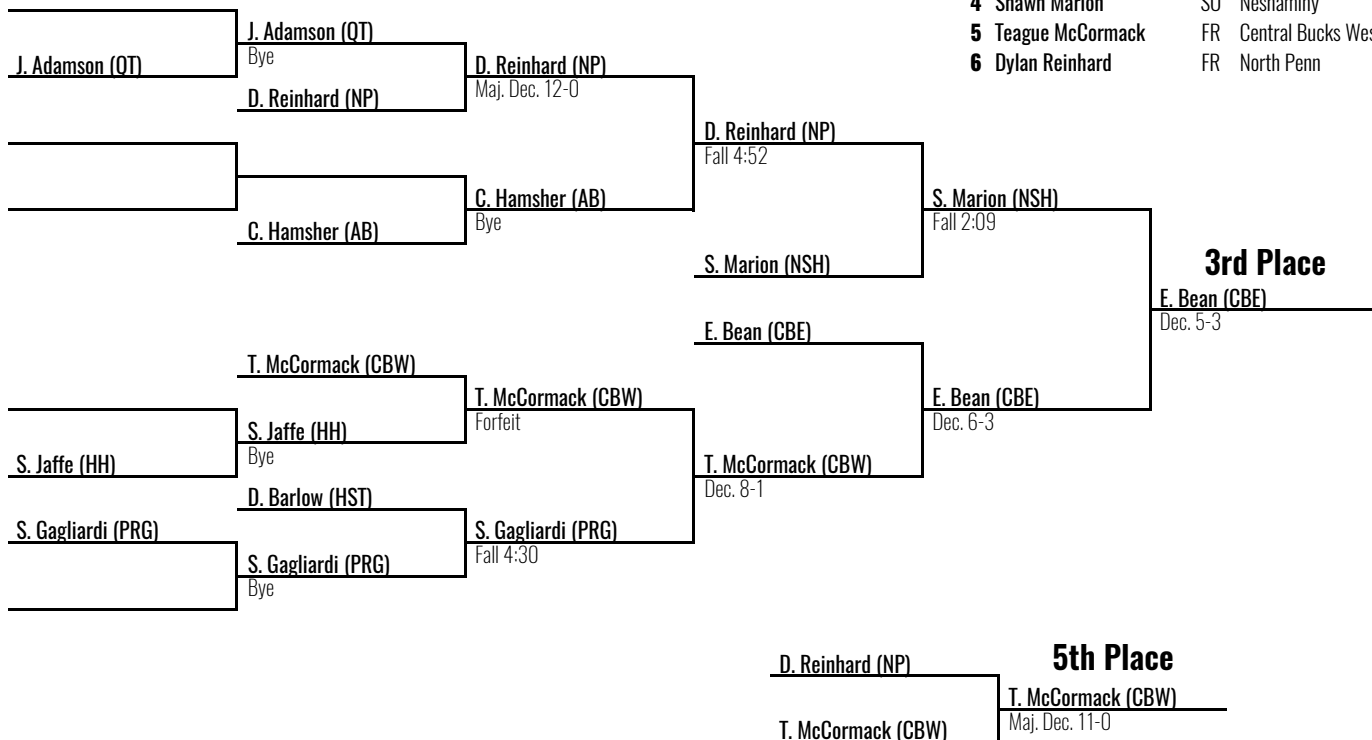 4 Shawn Marion SO Neshaminy
5 Teague McCormack FR Central Bucks Wes
6 Dylan Reinhard FR North Penn
J. Adamson (QT)
J. Adamson (QT)
Bye
D. Reinhard (NP)
D. Reinhard (NP)
Maj. Dec. 12-0
C. Hamsher (AB)
C. Hamsher (AB)
Bye
D. Reinhard (NP)
Fall 4:52
S. Marion (NSH)
S. Marion (NSH)
Fall 2:09
3rd Place
E. Bean (CBE)
Dec. 5-3
E. Bean (CBE)
E. Bean (CBE)
Dec. 6-3
T. McCormack (CBW)
S. Jaffe (HH)
S. Jaffe (HH)
Bye
T. McCormack (CBW)
Forfeit
T. McCormack (CBW)
Dec. 8-1
D. Barlow (HST)
S. Gagliardi (PRG)
S. Gagliardi (PRG)
Bye
S. Gagliardi (PRG)
Fall 4:30
5th Place
D. Reinhard (NP)
T. McCormack (CBW)
T. McCormack (CBW)
Maj. Dec. 11-0